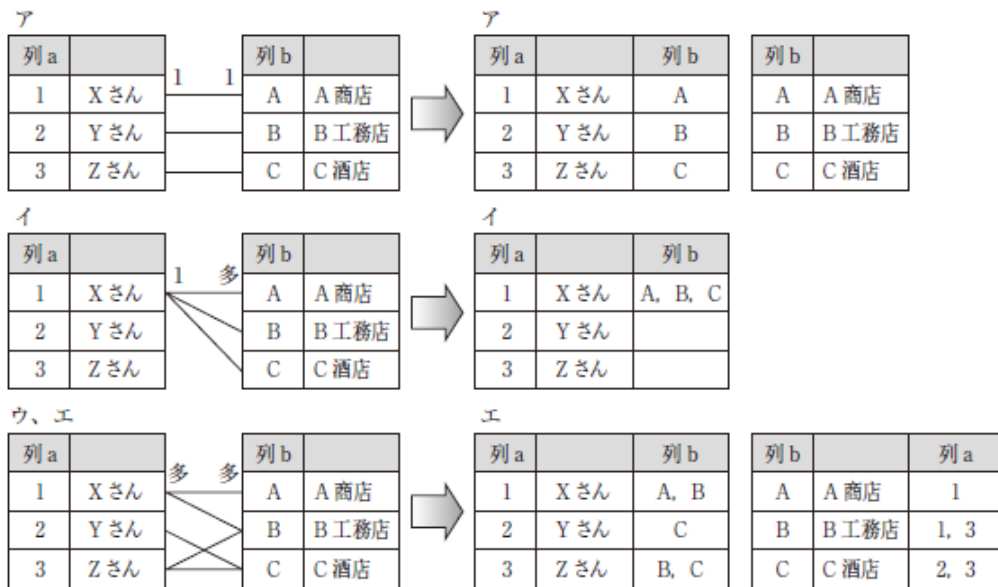 ア ア
列a 列b 列a 列b 列b
1 1
1 Xさん A A商店 1 Xさん A A A商店
2 Yさん B B工務店 2 Yさん B B B工務店
3 Zさん C C酒店 3 Zさん C C C酒店
イ イ
列a 列b 列a 列b
1 多
1 Xさん A A商店 1 Xさん A, B, C
2 Yさん B B工務店 2 Yさん
3 Zさん C C酒店 3 Zさん
ウ、エ エ
列a 列b 列a 列b 列b 列a
多 多
1 Xさん A A商店 1 Xさん A, B A A商店 1
2 Yさん B B工務店 2 Yさん C B B工務店 1, 3
3 Zさん C C酒店 3 Zさん B, C C C酒店 2, 3